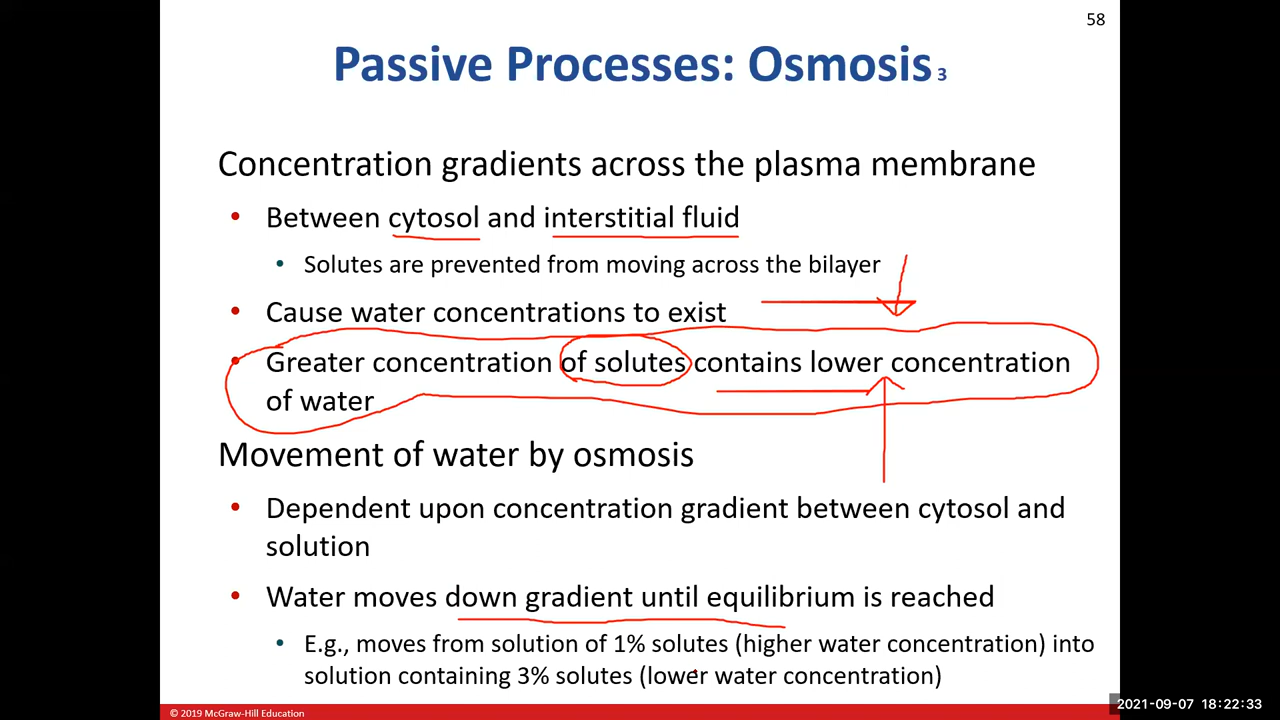 58
Passive Processes: Osmosis 3
Concentration gradients across the plasma membrane
• Between cytosol and interstitial fluid
• Solutes are prevented from moving across the bilayer
• Cause water concentrations to exist
• Greater concentration of solutes contains lower concentration
of water
Movement of water by osmosis
• Dependent upon concentration gradient between cytosol and
solution
• Water moves down gradient until equilibrium is reached
• E.g., moves from solution of 1% solutes (higher water concentration) into
solution containing 3% solutes (lower water concentration)
© 2019 McGraw-Hill Education
2021-09-07 18:22:33